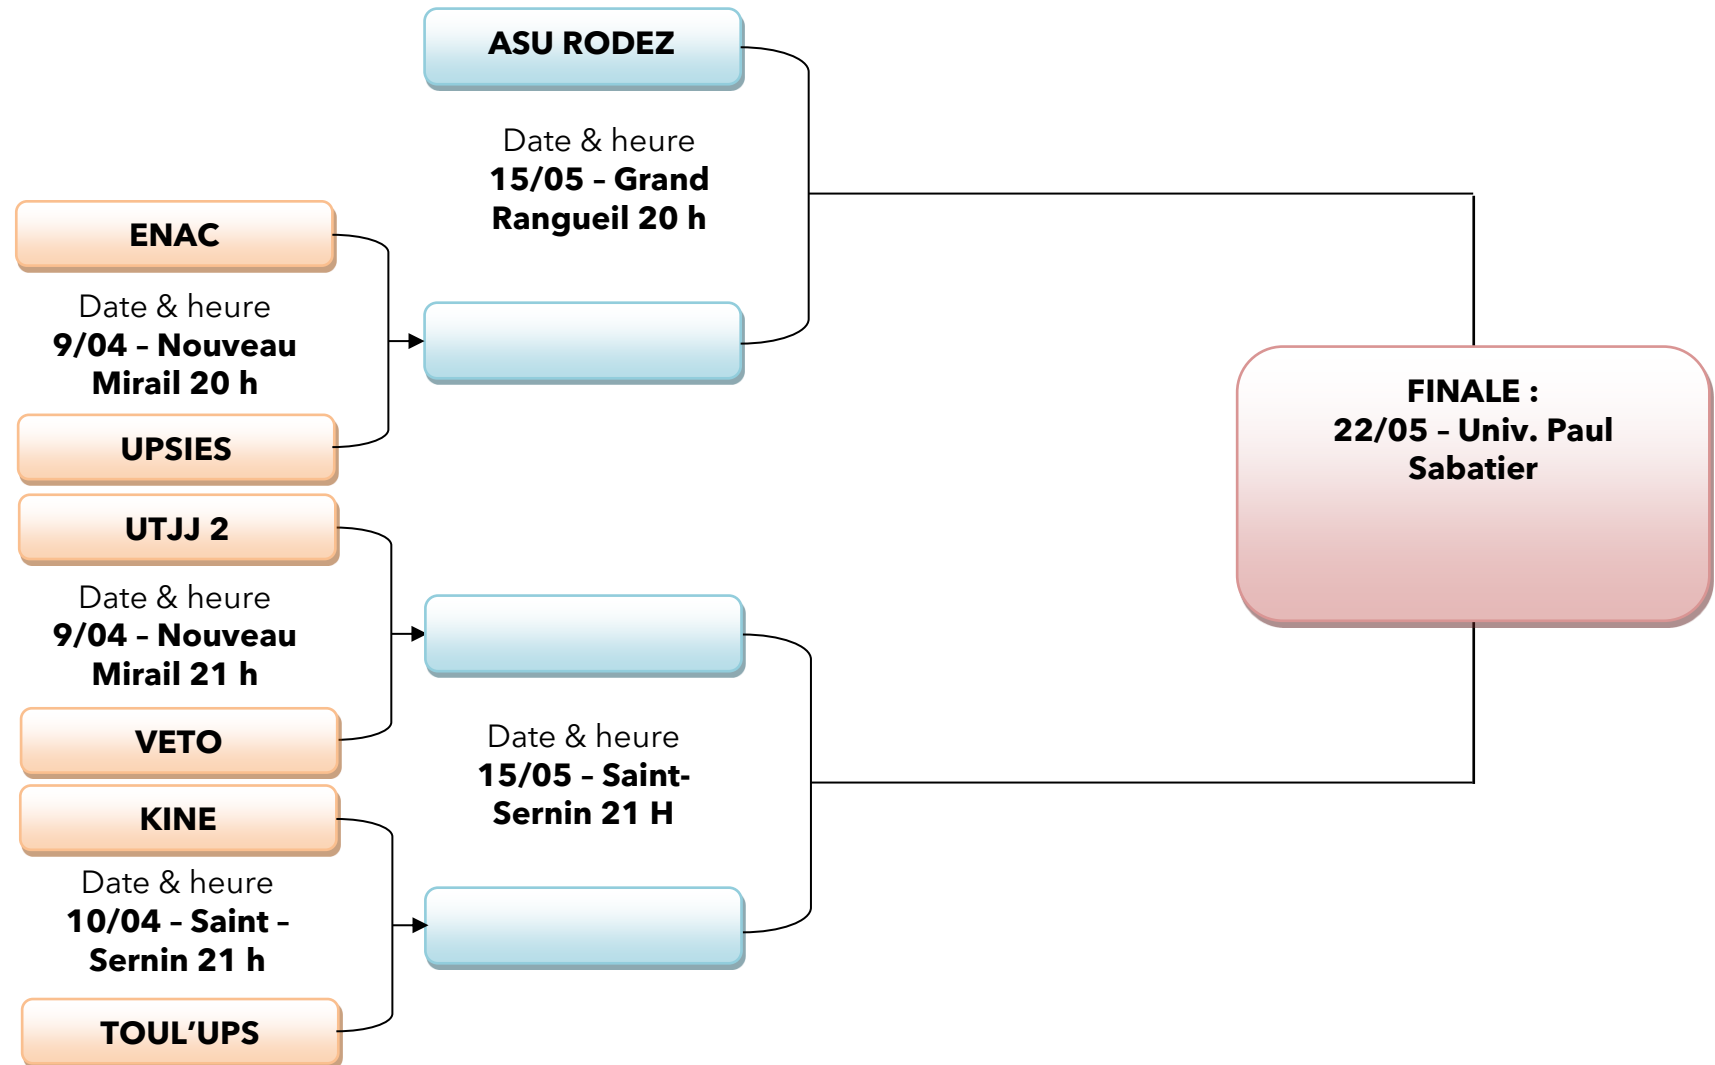 ASU RODEZ
Date & heure
15/05 – Grand
Rangueil 20 h
ENAC
Date & heure
9/04 – Nouveau
Mirail 20 h
UPSIES
UTJJ 2
Date & heure
9/04 – Nouveau
Mirail 21 h
VETO
KINE
Date & heure
10/04 – Saint –
Sernin 21 h
TOUL’UPS
Date & heure
15/05 – Saint-
Sernin 21 H
FINALE :
22/05 – Univ. Paul
Sabatier